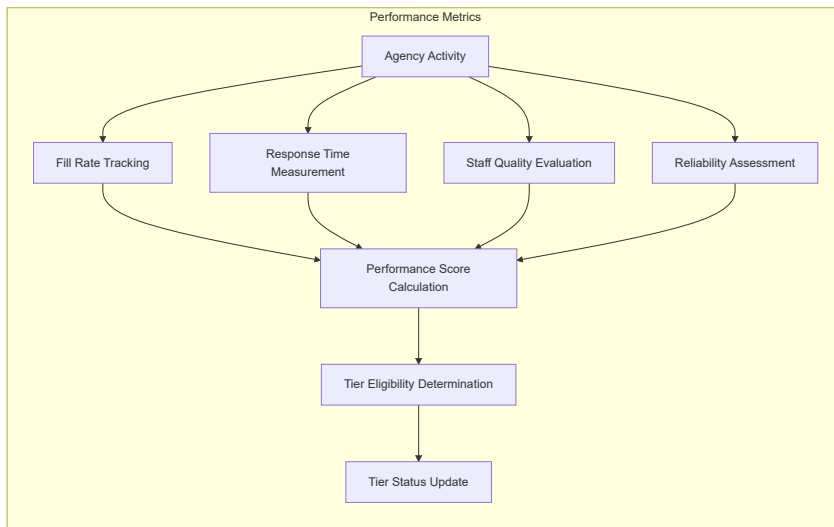 Performance Metrics
Agency Activity
Fill Rate Tracking
Response Time
Measurement
Staff Quality Evaluation
Reliability Assessment
Performance Score
Calculation
Tier Eligibility Determination
Tier Status Update